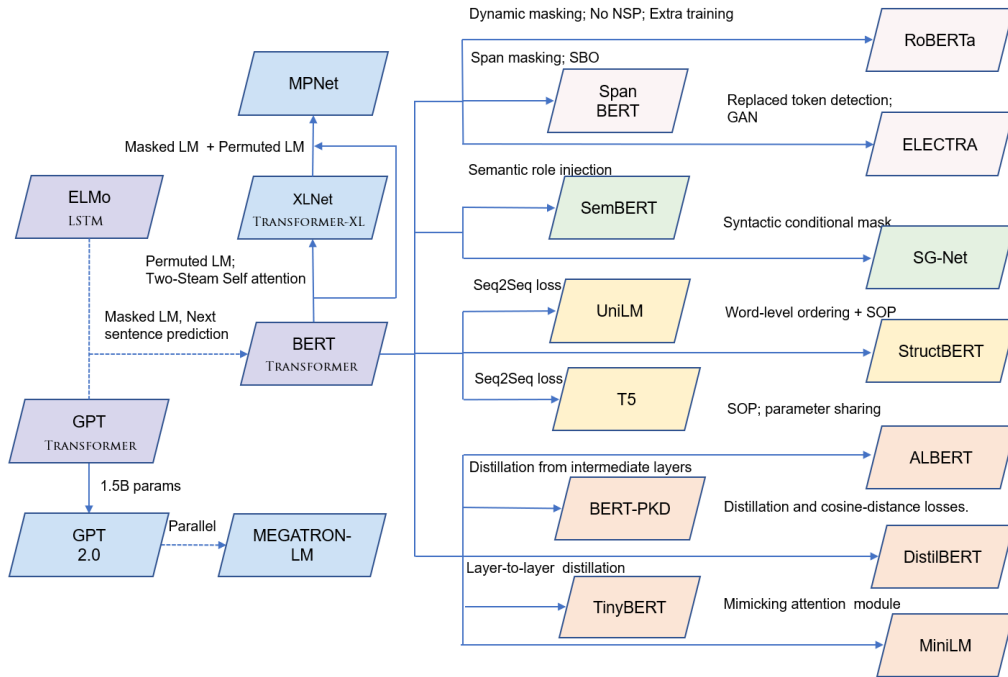 Dynamic masking; No NSP; Extra training
RoBERTa
Span masking; SBO
Span
BERT
Replaced token detection;
GAN
ELECTRA
MPNet
Masked LM + Permuted LM
ELMo
LSTM
XLNet
TRANSFORMER-XL
Semantic role injection
SemBERT
Syntactic conditional mask
SG-Net
Permuted LM;
Two-Steam Self attention
Seq2Seq loss
UniLM
Masked LM, Next
sentence prediction
BERT
TRANSFORMER
Word-level ordering + SOP
StructBERT
Seq2Seq loss
T5
GPT
TRANSFORMER
SOP; parameter sharing
ALBERT
1.5B params
Distillation from intermediate layers
BERT-PKD
Distillation and cosine-distance losses.
GPT
2.0
Parallel
MEGATRON-
LM
DistilBERT
Layer-to-layer distillation
TinyBERT
Mimicking attention module
MiniLM